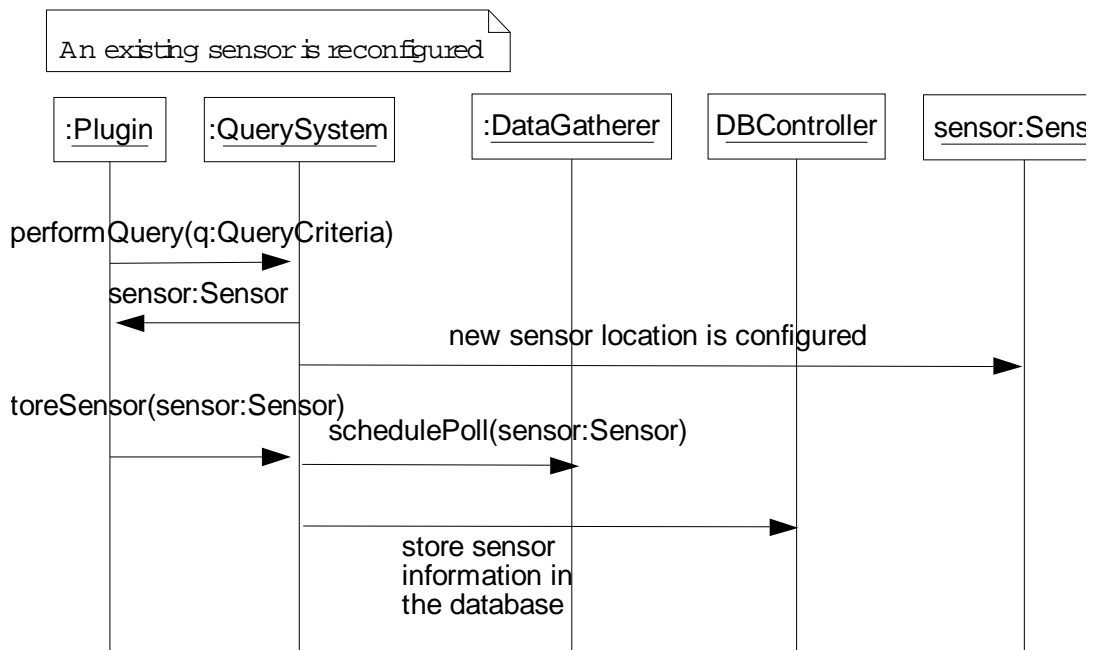 An existing sensor is reconfigured
:Plugin
:QuerySystem
:DataGatherer
DBController
sensor:Sens
performQuery(q:QueryCriteria)
sensor:Sensor
new sensor location is configured
toreSensor(sensor:Sensor)
schedulePoll(sensor:Sensor)
store sensor
information in
the database